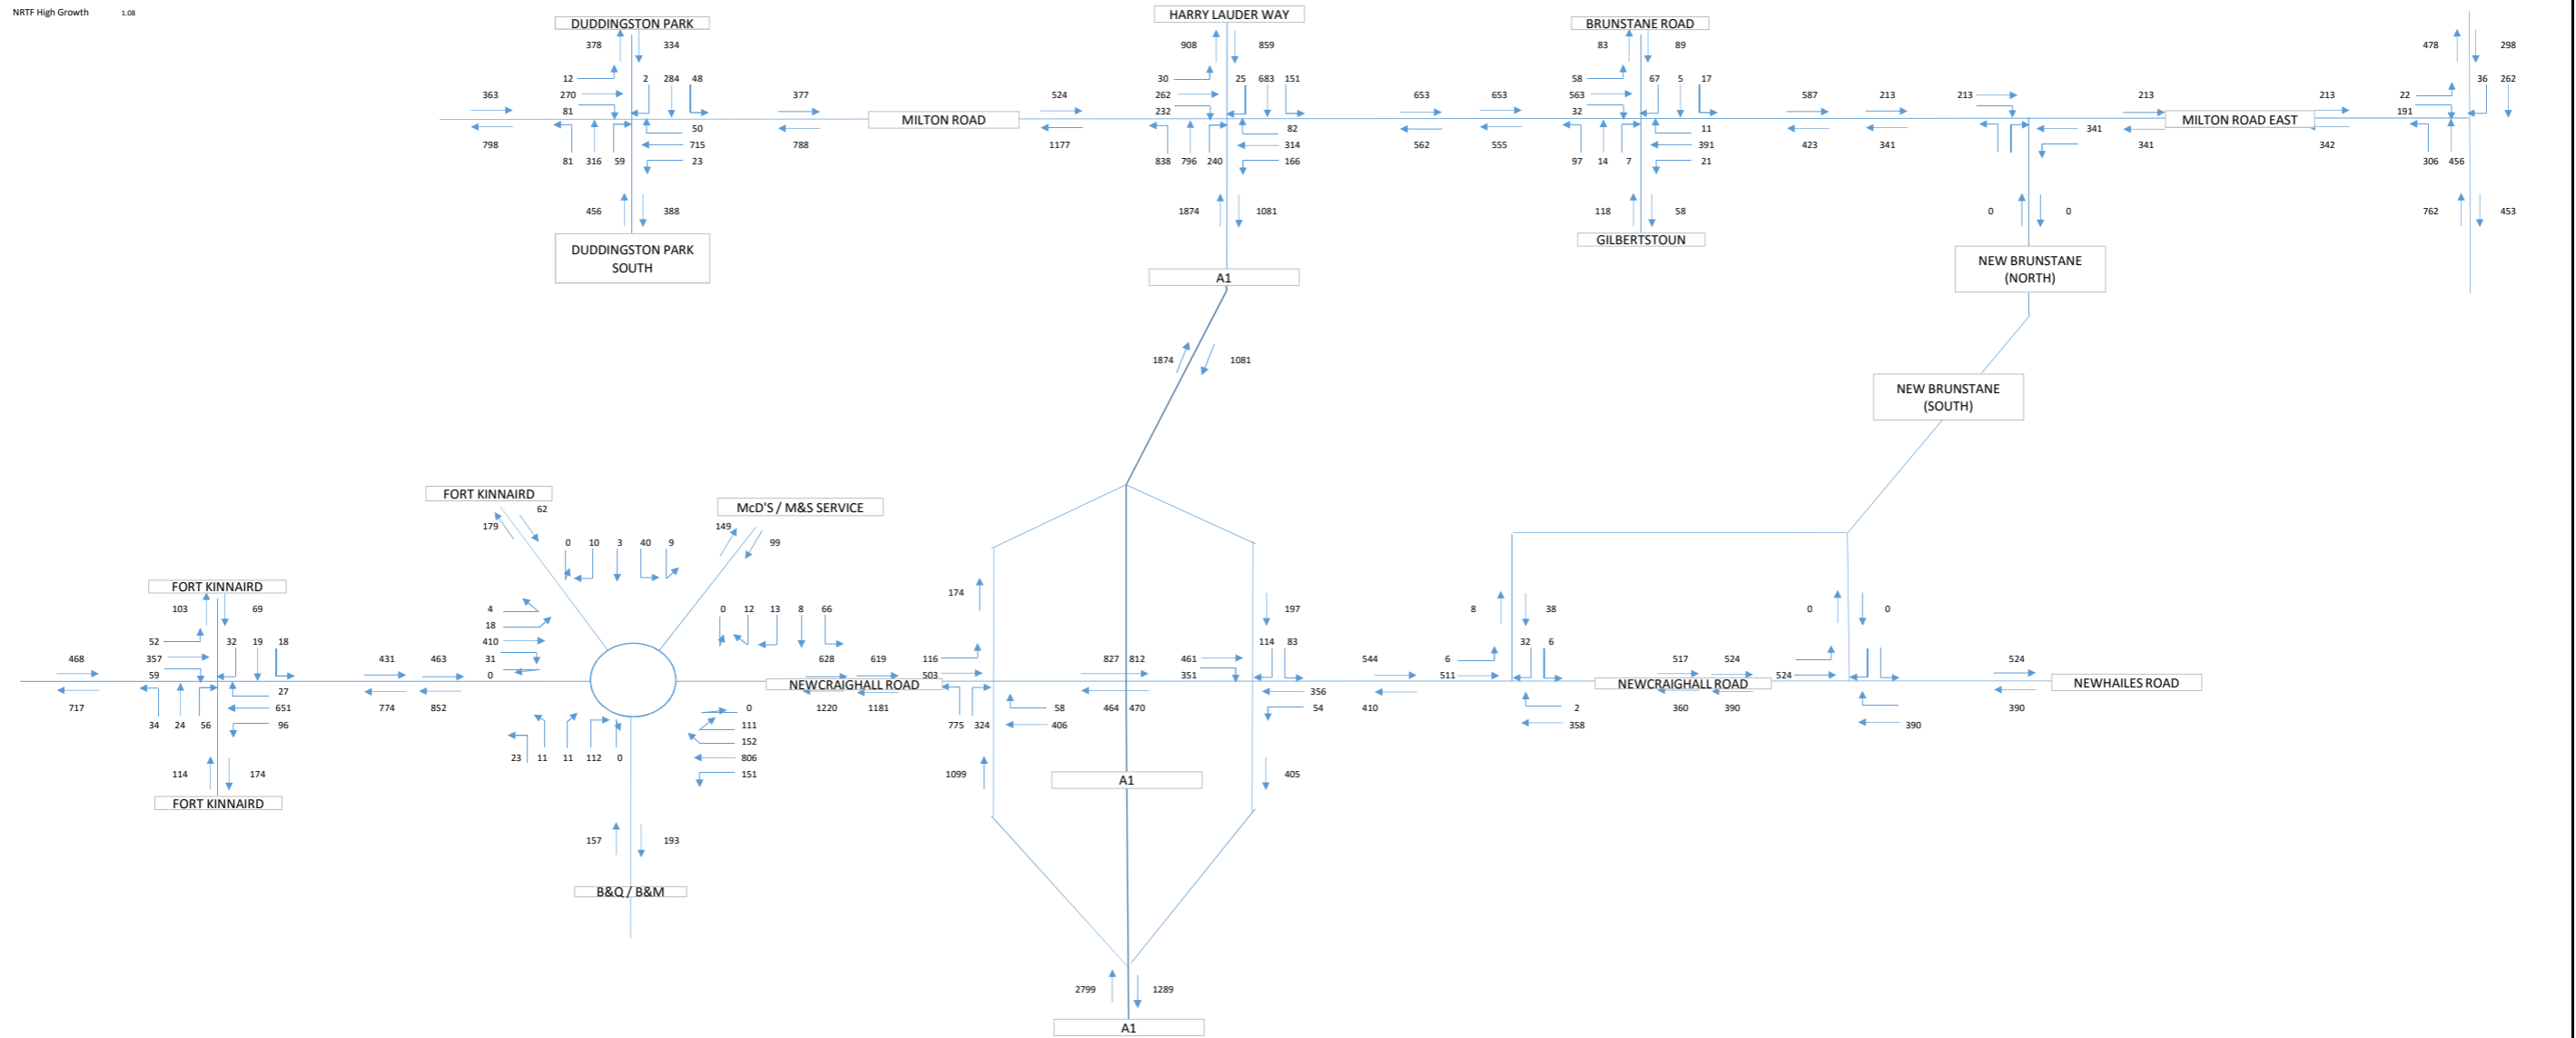 NRTF High Growth 1.08
DUDDINGSTON PARK
HARRY LAUDER WAY
BRUNSTANE ROAD
378 334
908 859
83 89
478 298
12 2 284 48
30 25 683 151
58 67 5 17
36 262
363 270 377
524 262 653 653
563 587 213 213
213 213 22
81
232
32
191
MILTON ROAD
MILTON ROAD EAST
50
82
11
341
798 715 788
1177 314 562 555
391 423 341
341 342
81 316 59 23
838 796 240 166
97 14 7 21
306 456
456 388
1874 1081
118 58
0 0
762 453
DUDDINGSTON PARK
SOUTH
GILBERTSTOUN
NEW BRUNSTANE
(NORTH)
A1
1874 1081
NEW BRUNSTANE
(SOUTH)
FORT KINNAIRD
McD'S / M&S SERVICE
62
179
149
99
0 10 3 40 9
FORT KINNAIRD
103 69
4
18
0 12 13 8 66
174
197
8 38
0 0
52 32 19 18
410
114 83
32 6
468 357 431 463 31
628 619 116
827 812 461
544 6
517 524
524
59
0
503
351
511
524
NEWCRAIGHALL ROAD
NEWCRAIGHALL ROAD
NEWHAILES ROAD
27
356
717 651 774 852
1220 1181
0
58
464 470
54
410
2
360 390
390
34 24 56 96
111
775 324 406
358
390
152
23 11 11 112 0
806
151
114 174
1099
405
FORT KINNAIRD
A1
157 193
B&Q / B&M
2799 1289
A1